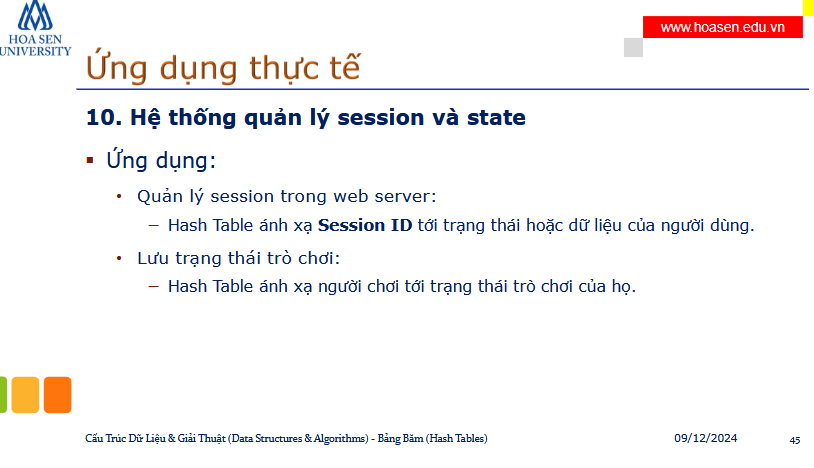 HOA SEN
UNIVERSITY
www.hoasen.edu.vn
Ứng dụng thực tế
10. Hệ thống quản lý session và state
▪ Ứng dụng:
• Quản lý session trong web server:
– Hash Table ánh xạ Session ID tới trạng thái hoặc dữ liệu của người dùng.
• Lưu trạng thái trò chơi:
– Hash Table ánh xạ người chơi tới trạng thái trò chơi của họ.
Cấu Trúc Dữ Liệu & Giải Thuật (Data Structures & Algorithms) - Bảng Băm (Hash Tables)
09/12/2024
45